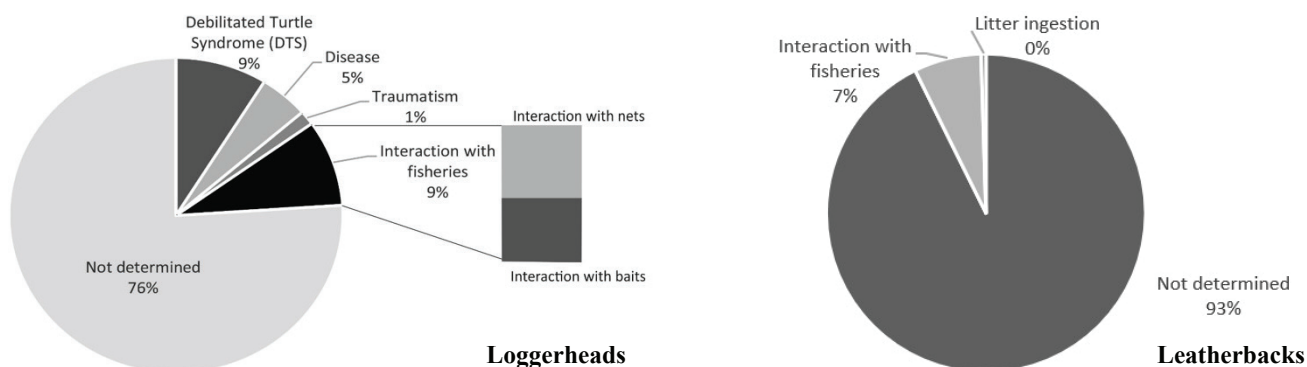 Debilitated Turtle
Syndrome (DTS)
9%
Disease
5%
Traumatism
1%
Interaction with
fisheries
9%
Interaction with nets
Interaction with baits
Not determined
76%
Loggerheads
Litter ingestion
0%
Interaction with
fisheries
7%
Not determined
93%
Leatherbacks